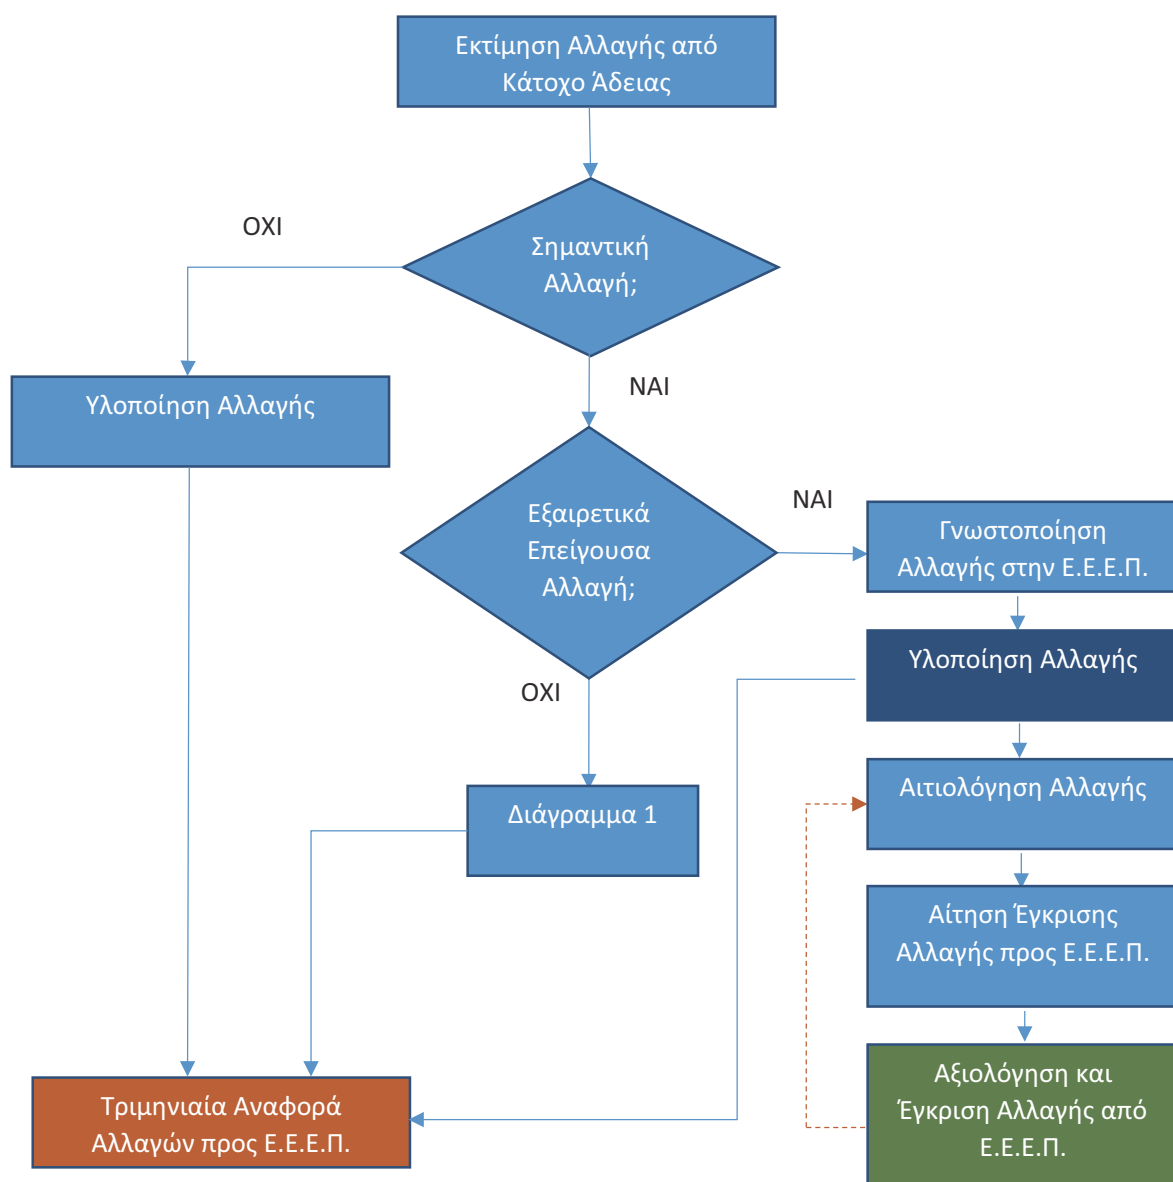 Εκτίμηση Αλλαγής από
Κάτοχο Άδειας
ΟΧΙ
Σημαντική
Αλλαγή;
Υλοποίηση Αλλαγής
ΝΑΙ
Εξαιρετικά
Επείγουσα
Αλλαγή;
ΝΑΙ
Γνωστοποίηση
Αλλαγής στην Ε.Ε.Ε.Π.
Υλοποίηση Αλλαγής
ΟΧΙ
Διάγραμμα 1
Αιτιολόγηση Αλλαγής
Αίτηση Έγκρισης
Αλλαγής προς Ε.Ε.Ε.Π.
Τριμηνιαία Αναφορά
Αλλαγών προς Ε.Ε.Ε.Π.
Αξιολόγηση και
Έγκριση Αλλαγής από
Ε.Ε.Ε.Π.